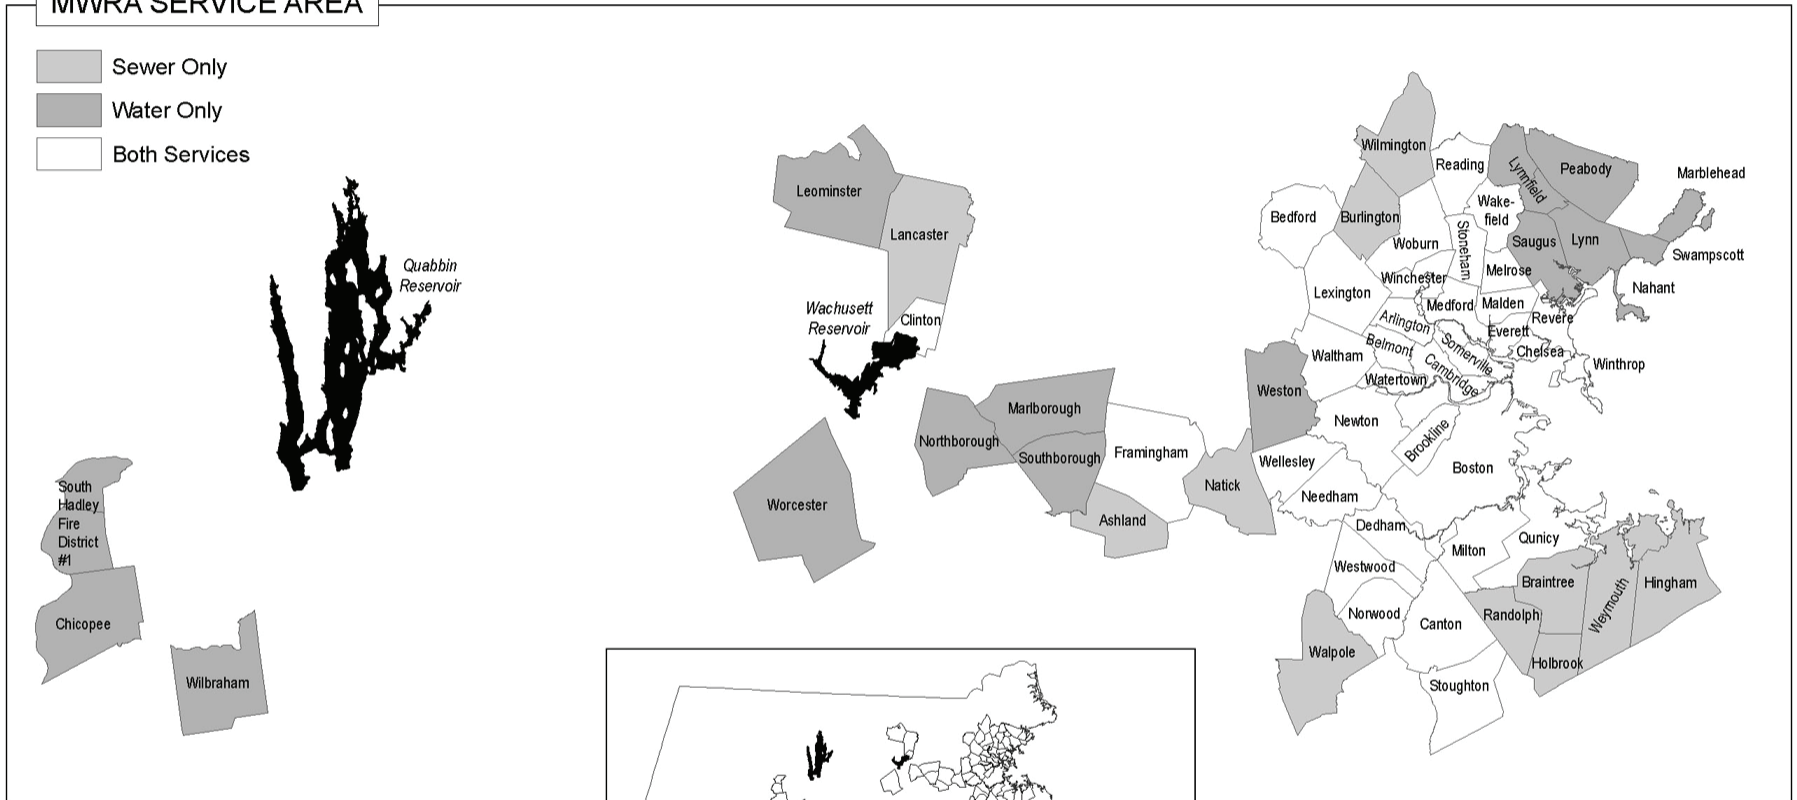 MWRA SERVICE AREA
Sewer Only
Water Only
Both Services
Quabbin
Reservoir
Wachusett
Reservoir
Leominster
Lancaster
Clinton
Worcester
Northborough
Marlborough
Southborough
Framingham
Ashland
Natick
South
Hadley
Fire
District
#1
Chicopee
Wilbraham
Wilmington
Reading
Lynnfield
Peabody
Marblehead
Bedford
Burlington
Wake-
field
Woburn
Stoneham
Saugus
Lynn
Swampscott
Melrose
Nahant
Winchester
Lexington
Medford
Malden
Revere
Arlington
Everett
Belmont
Somerville
Chelsea
Winthrop
Waltham
Cambridge
Watertown
Weston
Newton
Brookline
Boston
Wellesley
Needham
Dedham
Milton
Qunicy
Westwood
Braintree
Weymouth
Hingham
Norwood
Canton
Randolph
Walpole
Holbrook
Stoughton